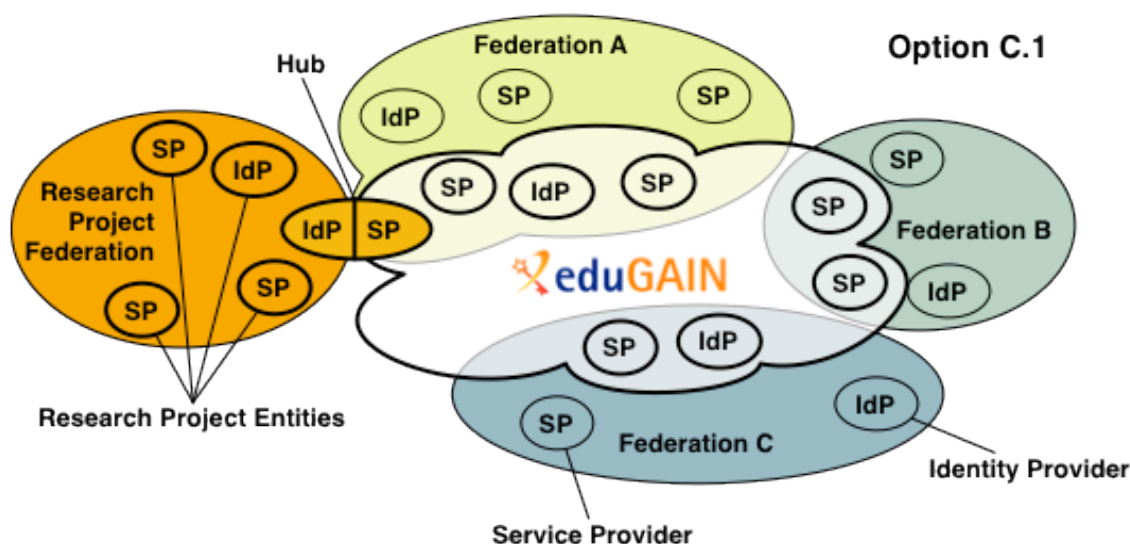 Option C.1
Federation A
Hub
IdP
SP
SP
SP
IdP
Research
Project
Federation
SP
IdP
SP
IdP
SP
SP
SP
IdP
SP
Federation B
eduGAIN
SP
SP
SP
IdP
SP
IdP
Research Project Entities
SP
IdP
Federation C
Identity Provider
Service Provider